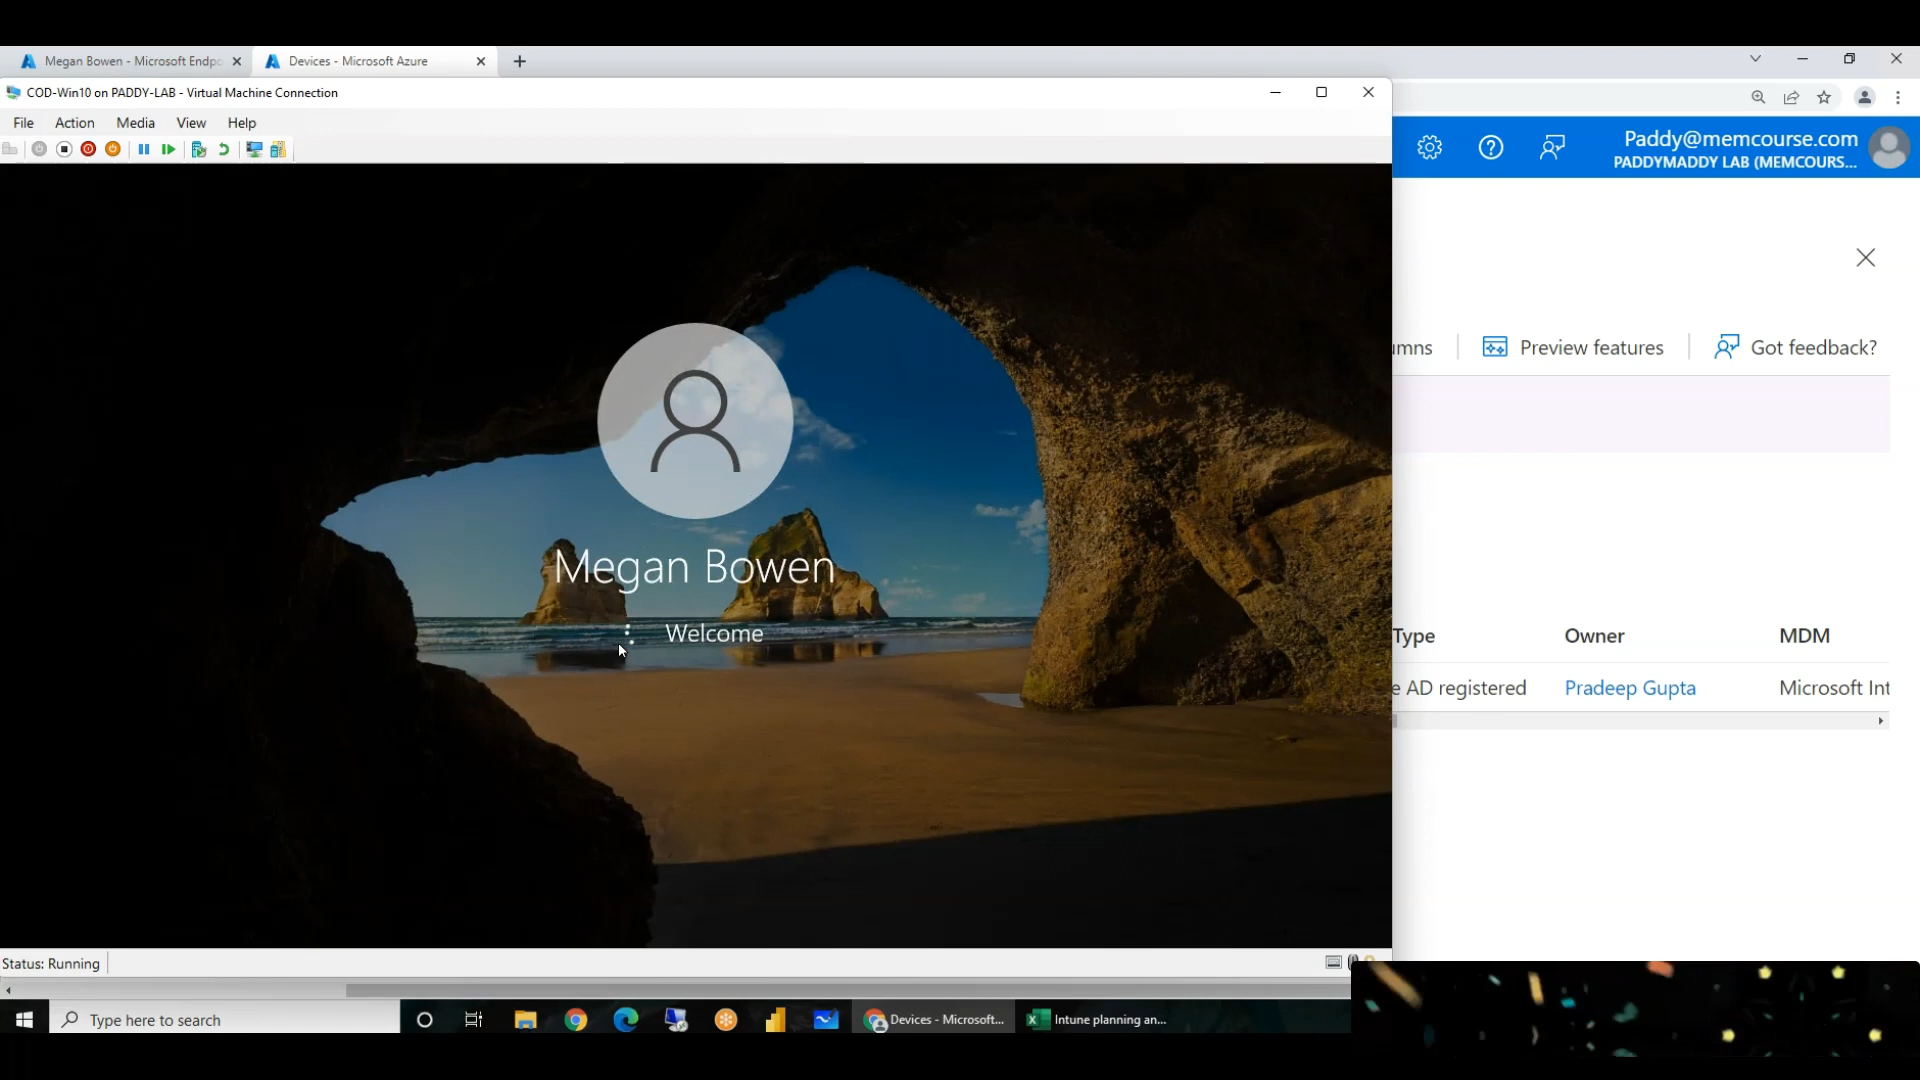 Megan Bowen - Microsoft Endpo
Devices - Microsoft Azure
COD-Win10 on PADDY-LAB - Virtual Machine Connection
File Action Media View Help
Paddy@memcourse.com
PADDYMADDY LAB (MEMCOURS...
umns
Preview features
Got feedback?
Megan Bowen
Welcome
Type Owner MDM
e AD registered Pradeep Gupta Microsoft Int
Status: Running
Type here to search
Devices - Microsoft...
Intune planning an...